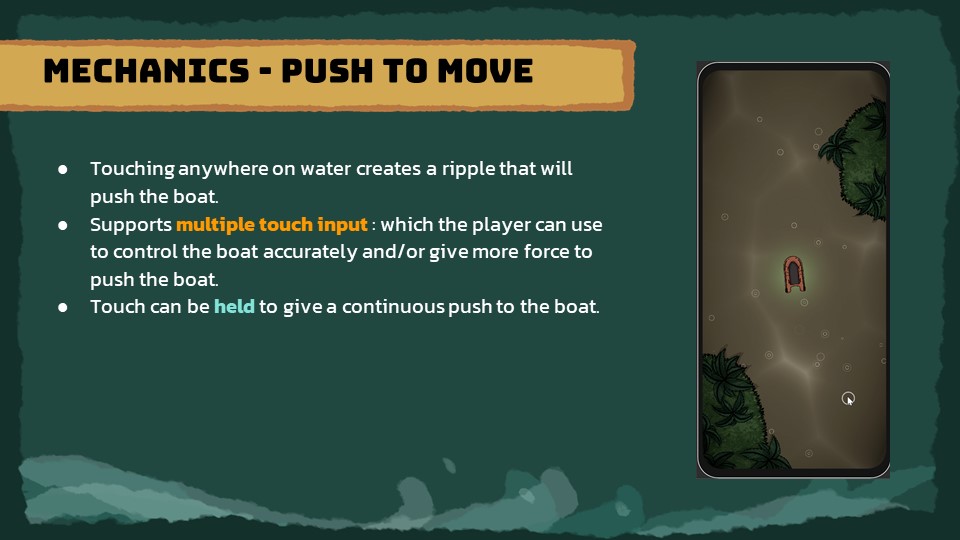 MECHANICS - PUSH TO MOVE
● Touching anywhere on water creates a ripple that will
push the boat.
● Supports multiple touch input : which the player can use
to control the boat accurately and/or give more force to
push the boat.
● Touch can be held to give a continuous push to the boat.